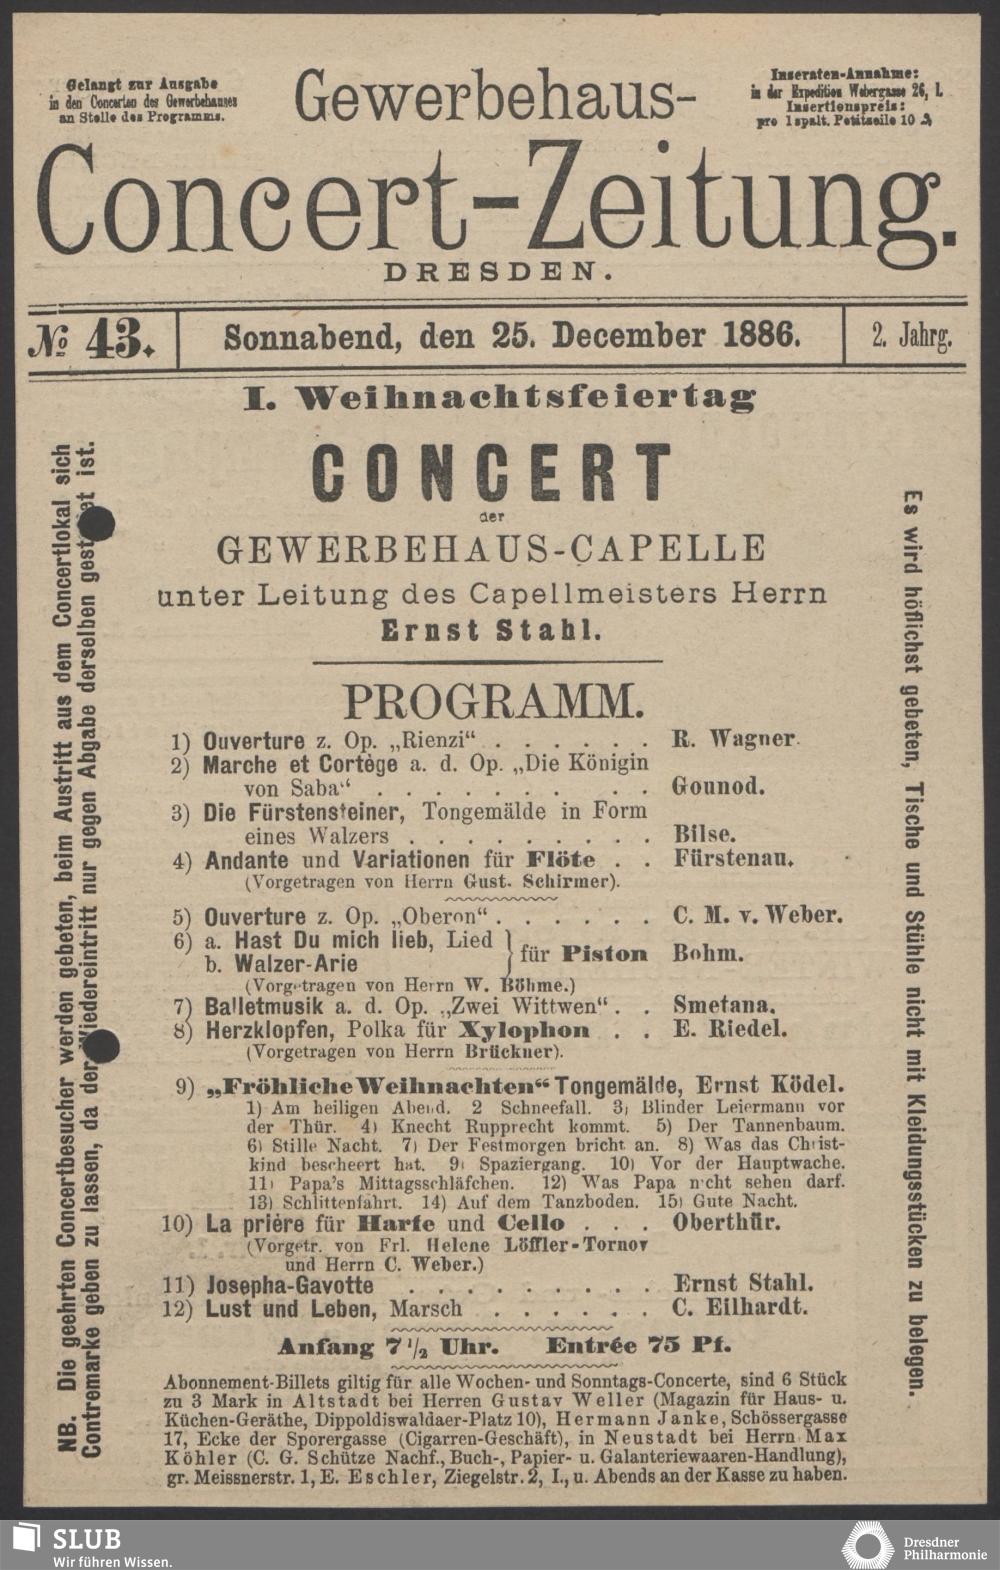 Gelangt zur Ausgabe
in den Concerten des Gewerbehauses
an Stelle des Programms.
Gewerbehaus-
Inseraten-Annahme:
in der Expedition Webergasse 26, I.
Insertionspreis:
pro 1 spalt. Petitzeile 10 ₰
Concert-Zeitung.
DRESDEN.
№ 43.
Sonnabend, den 25. December 1886.
2. Jahrg.
I. Weihnachtsfeiertag
CONCERT
der
GEWERBEHAUS-CAPELLE
unter Leitung des Capellmeisters Herrn
Ernst Stahl.
PROGRAMM.
1) Ouverture z. Op. „Rienzi“ . . . . . . R. Wagner.
2) Marche et Cortège a. d. Op. „Die Königin
von Saba“ . . . . . . . . . Gounod.
3) Die Fürstensteiner, Tongemälde in Form
eines Walzers . . . . . . . . . Bilse.
4) Andante und Variationen für Flöte . . Fürstenau.
(Vorgetragen von Herrn Gust. Schirmer).
5) Ouverture z. Op. „Oberon“ . . . . . . C. M. v. Weber.
6) a. Hast Du mich lieb, Lied
b. Walzer-Arie
} für Piston Bohm.
(Vorgetragen von Herrn W. Böhme.)
7) Balletmusik a. d. Op. „Zwei Wittwen“ . . Smetana.
8) Herzklopfen, Polka für Xylophon . . E. Riedel.
(Vorgetragen von Herrn Brückner).
9) „Fröhliche Weihnachten“ Tongemälde, Ernst Ködel.
1) Am heiligen Abend. 2 Schneefall. 3) Blinder Leiermann vor
der Thür. 4) Knecht Rupprecht kommt. 5) Der Tannenbaum.
6) Stille Nacht. 7) Der Festmorgen bricht an. 8) Was das Christ-
kind bescheert hat. 9) Spaziergang. 10) Vor der Hauptwache.
11) Papa's Mittagsschläfchen. 12) Was Papa nicht sehen darf.
13) Schlittenfahrt. 14) Auf dem Tanzboden. 15) Gute Nacht.
10) La prière für Harfe und Cello . . . Oberthür.
(Vorgetr. von Frl. Helene Löffler-Tornov
und Herrn C. Weber.)
11) Josepha-Gavotte . . . . . . . . . Ernst Stahl.
12) Lust und Leben, Marsch . . . . . . C. Eilhardt.
Anfang 7 1/2 Uhr. Entrée 75 Pf.
Abonnement-Billets giltig für alle Wochen- und Sonntags-Concerte, sind 6 Stück
zu 3 Mark in Altstadt bei Herren Gustav Weller (Magazin für Haus- u.
Küchen-Geräthe, Dippoldiswaldaer-Platz 10), Hermann Janke, Schössergasse
17, Ecke der Sporergasse (Cigarren-Geschäft), in Neustadt bei Herrn Max
Köhler (C. G. Schütze Nachf., Buch-, Papier- u. Galanteriewaaren-Handlung),
gr. Meissnerstr. 1, E. Eschler, Ziegelstr. 2, I., u. Abends an der Kasse zu haben.
NB. Die geehrten Concertbesucher werden gebeten, beim Austritt aus dem Concertlokal sich
Contremarke geben zu lassen, da der Wiedereintritt nur gegen Abgabe derselben gestattet ist.
Es wird höflichst gebeten, Tische und Stühle nicht mit Kleidungsstücken zu belegen.
SLUB
Wir führen Wissen.
Dresdner
Philharmonie